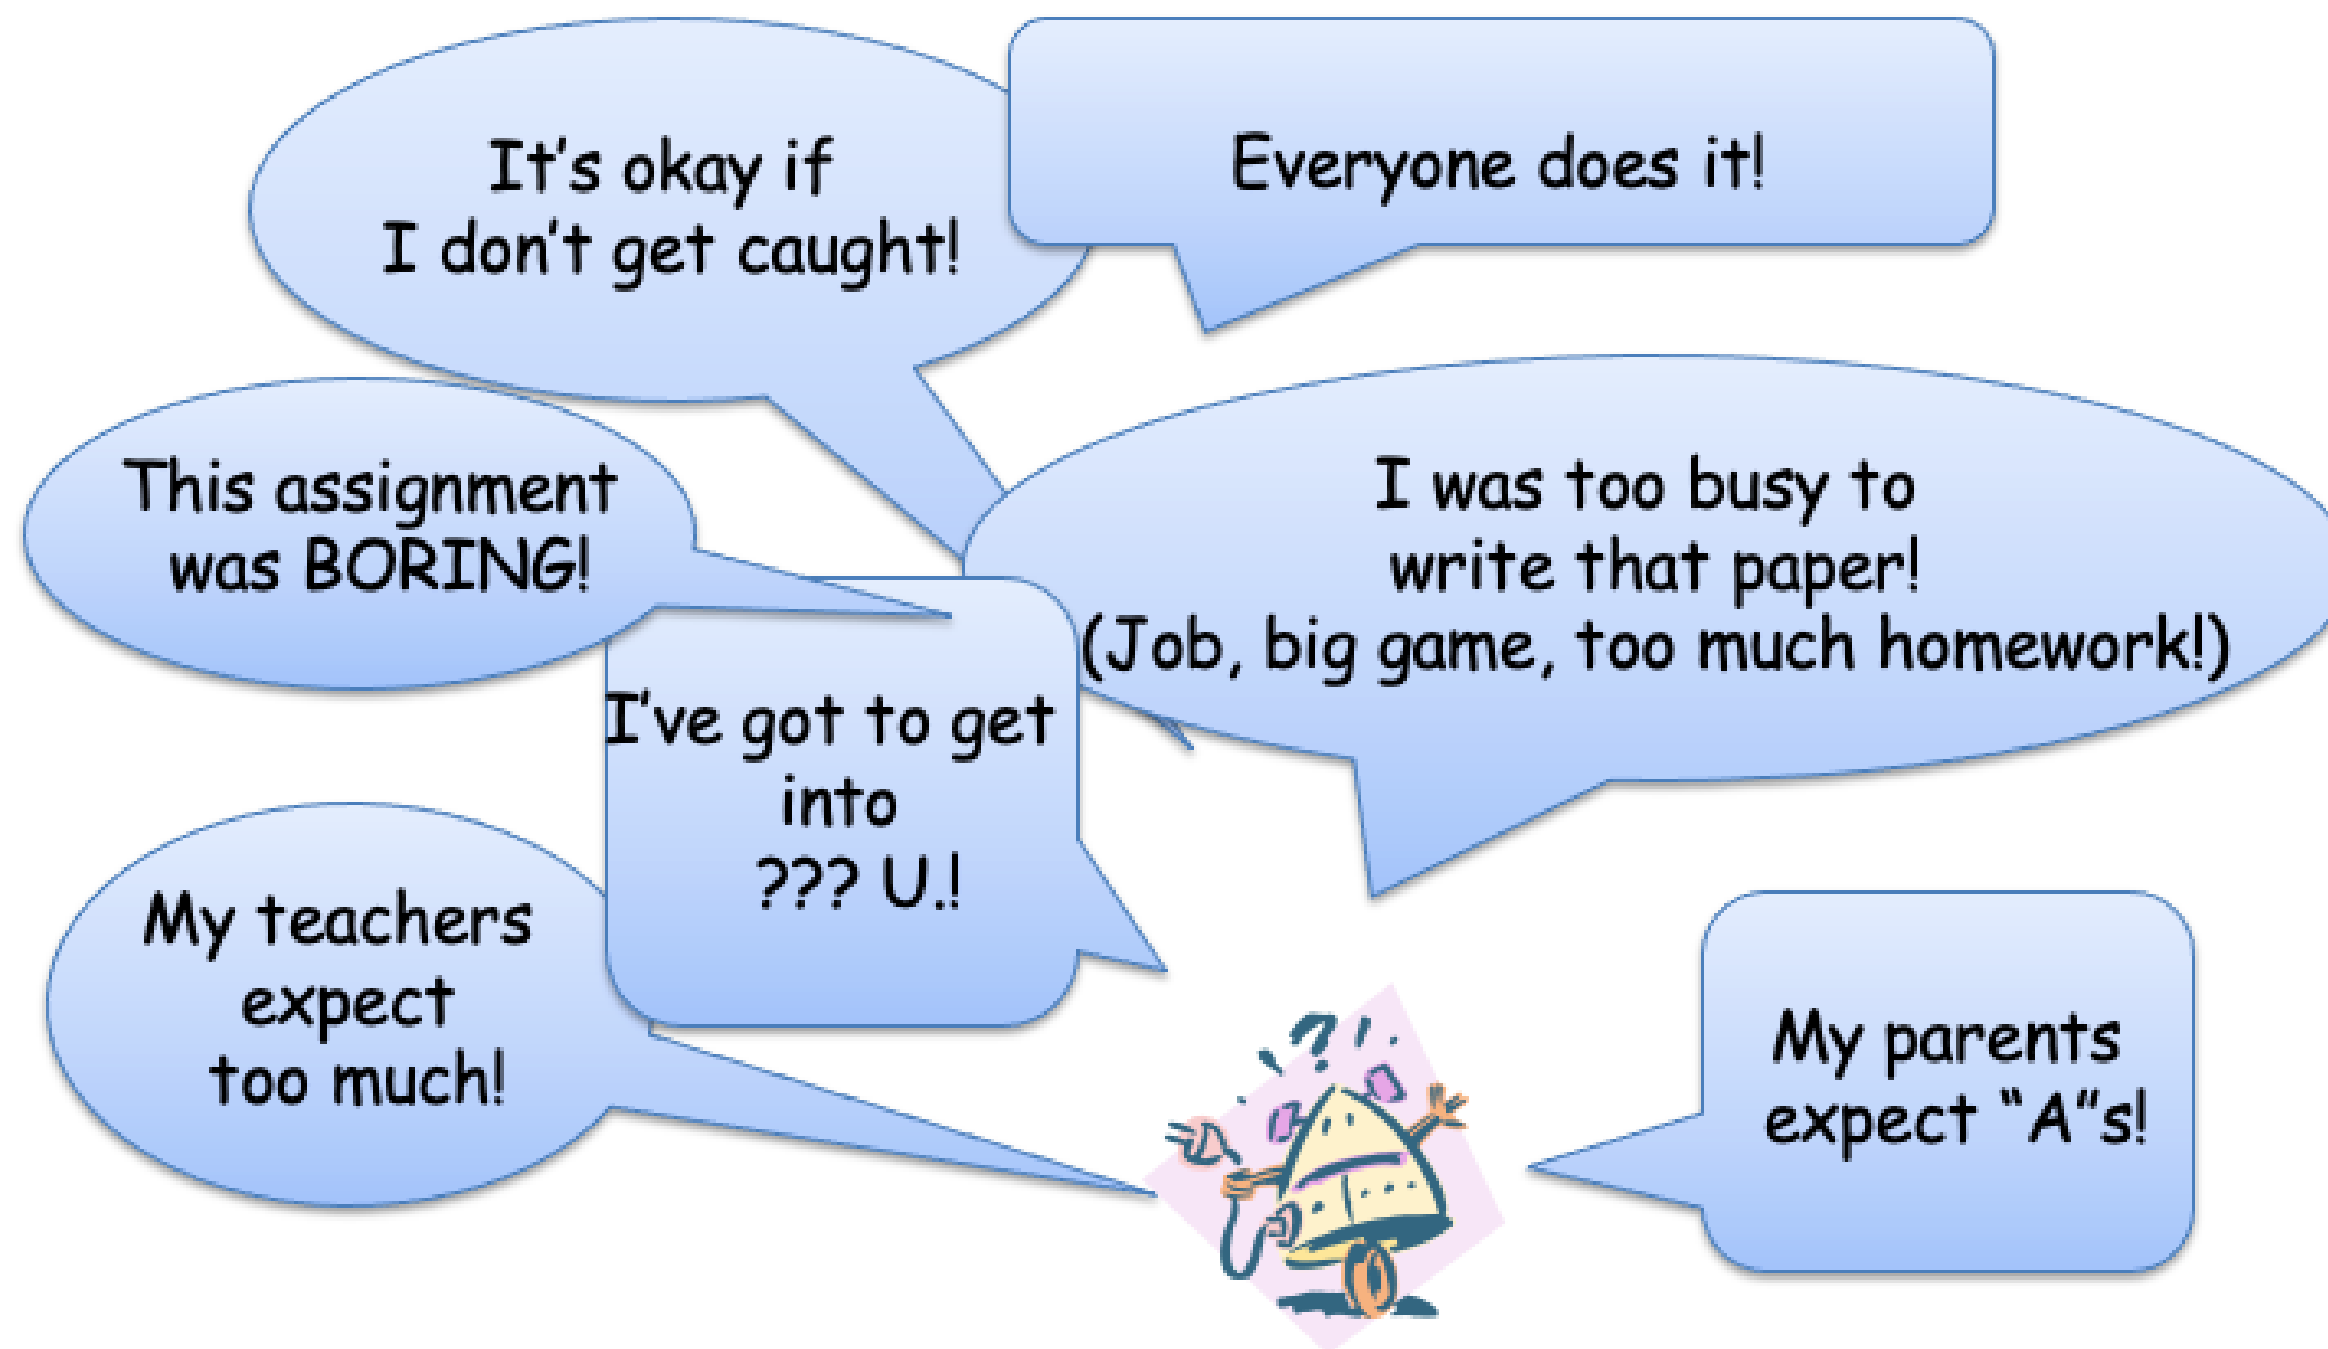 It's okay if
I don't get caught!
Everyone does it!
This assignment
was BORING!
I was too busy to
write that paper!
(Job, big game, too much homework!)
I've got to get
into
??? U.!
My teachers
expect
too much!
My parents
expect “A”s!
?!.